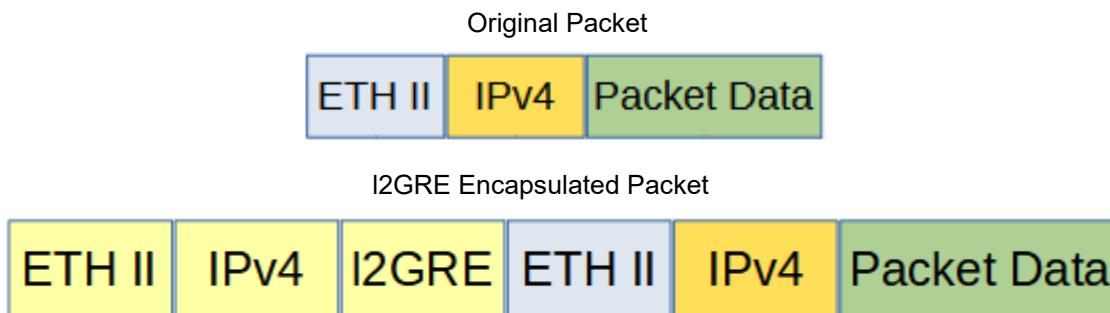 Original Packet
ETH II IPv4 Packet Data
l2GRE Encapsulated Packet
ETH II IPv4 l2GRE ETH II IPv4 Packet Data